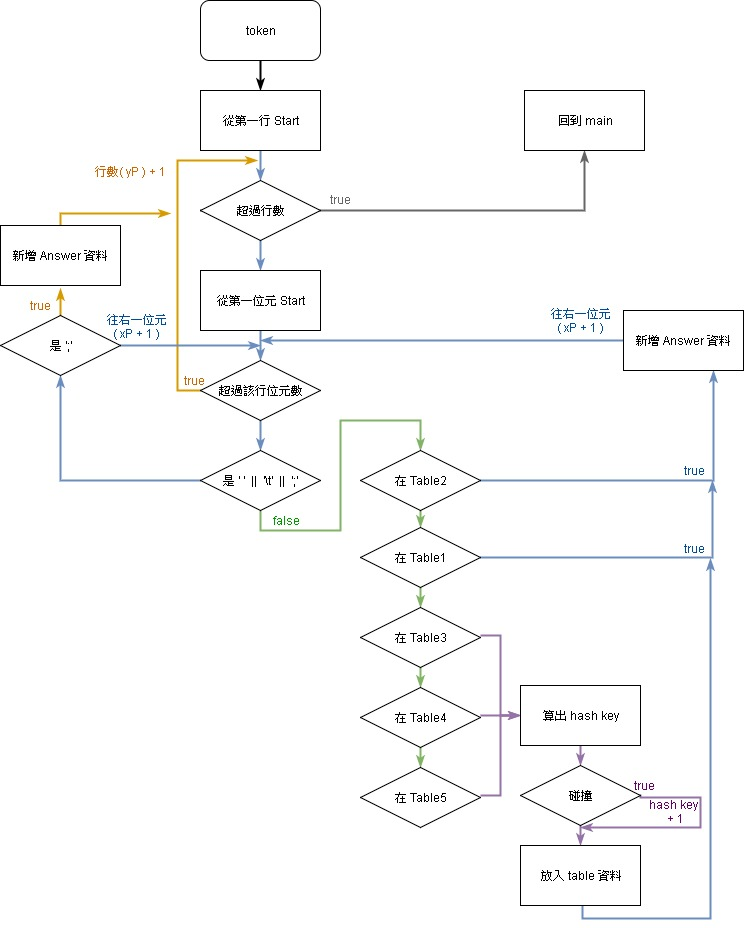 token
從第一行 Start
回到 main
行數( yP ) + 1
超過行數
true
新增 Answer 資料
從第一位元 Start
true
往右一位元
( xP + 1 )
往右一位元
( xP + 1 )
新增 Answer 資料
是 ';'
超過該行位元數
true
是 ' ' || '\t' || ';'
在 Table2
true
false
在 Table1
true
在 Table3
在 Table4
算出 hash key
在 Table5
碰撞
true
hash key
+ 1
放入 table 資料